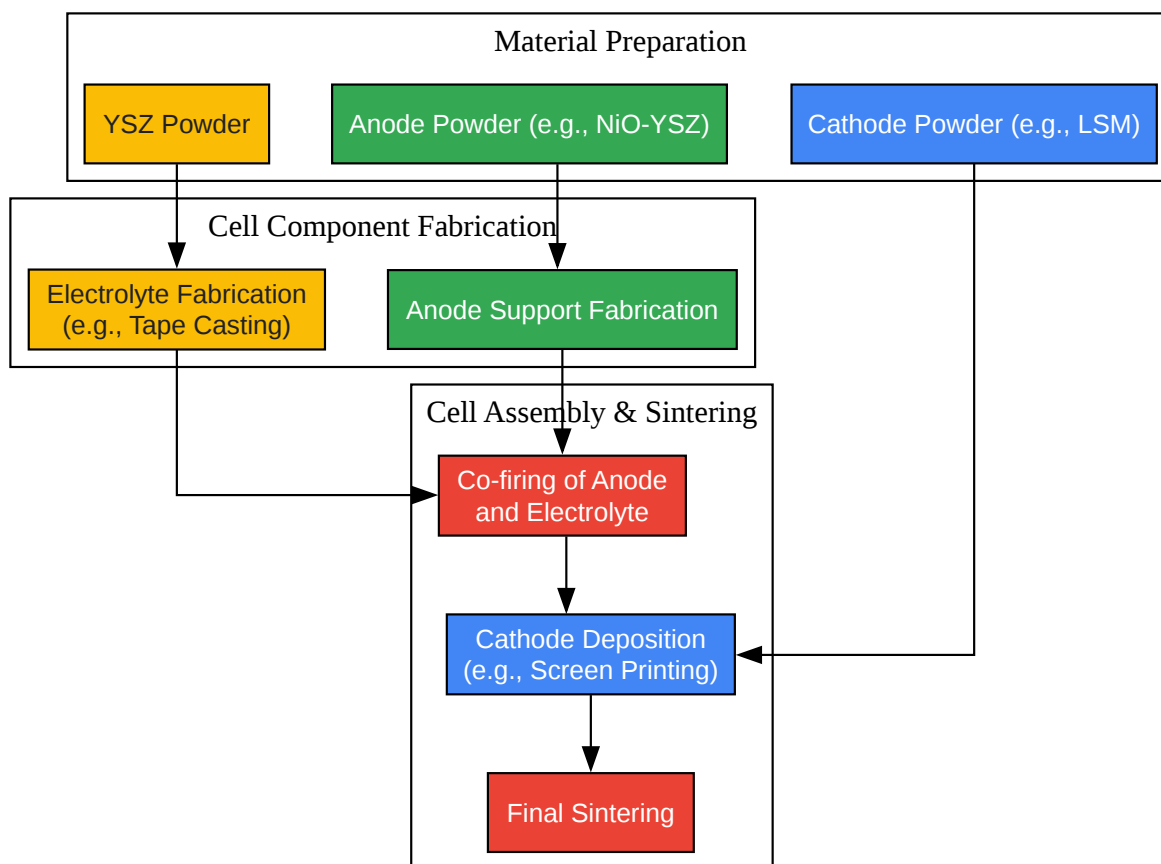 Material Preparation
YSZ Powder
Anode Powder (e.g., NiO-YSZ)
Cathode Powder (e.g., LSM)
Cell Component Fabrication
Electrolyte Fabrication
(e.g., Tape Casting)
Anode Support Fabrication
Cell Assembly & Sintering
Co-firing of Anode
and Electrolyte
Cathode Deposition
(e.g., Screen Printing)
Final Sintering